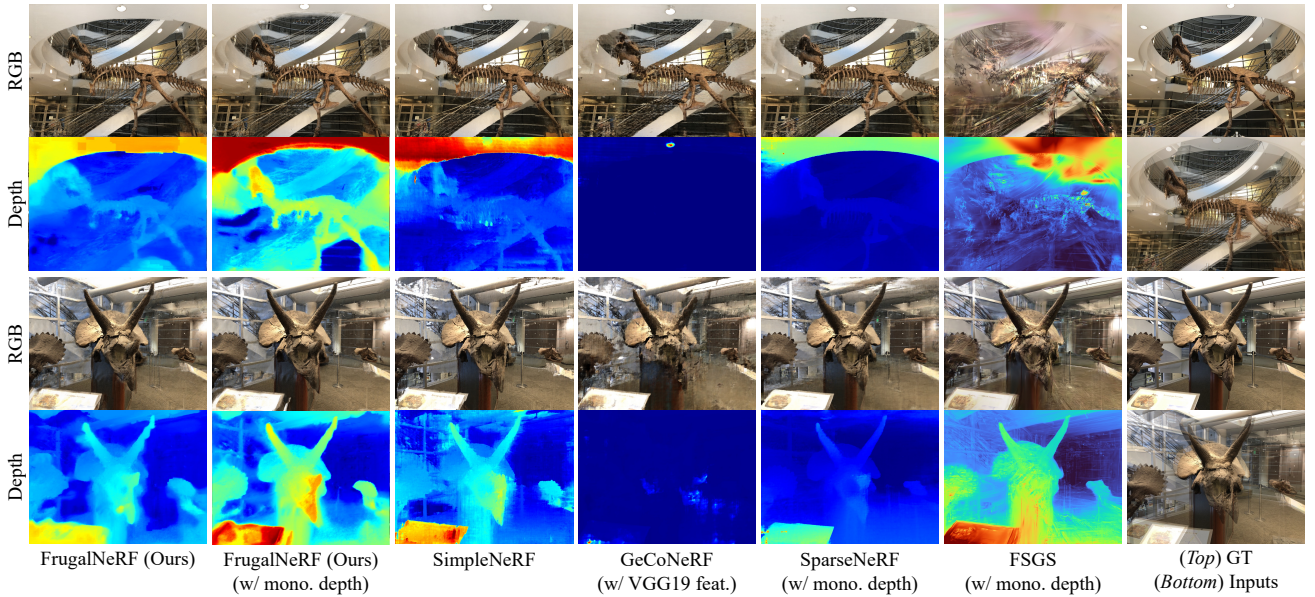 RGB
Depth
RGB
Depth
FrugalNeRF (Ours)
FrugalNeRF (Ours)
(w/ mono. depth)
SimpleNeRF
GeCoNeRF
(w/ VGG19 feat.)
SparseNeRF
(w/ mono. depth)
FSGS
(w/ mono. depth)
(Top) GT
(Bottom) Inputs